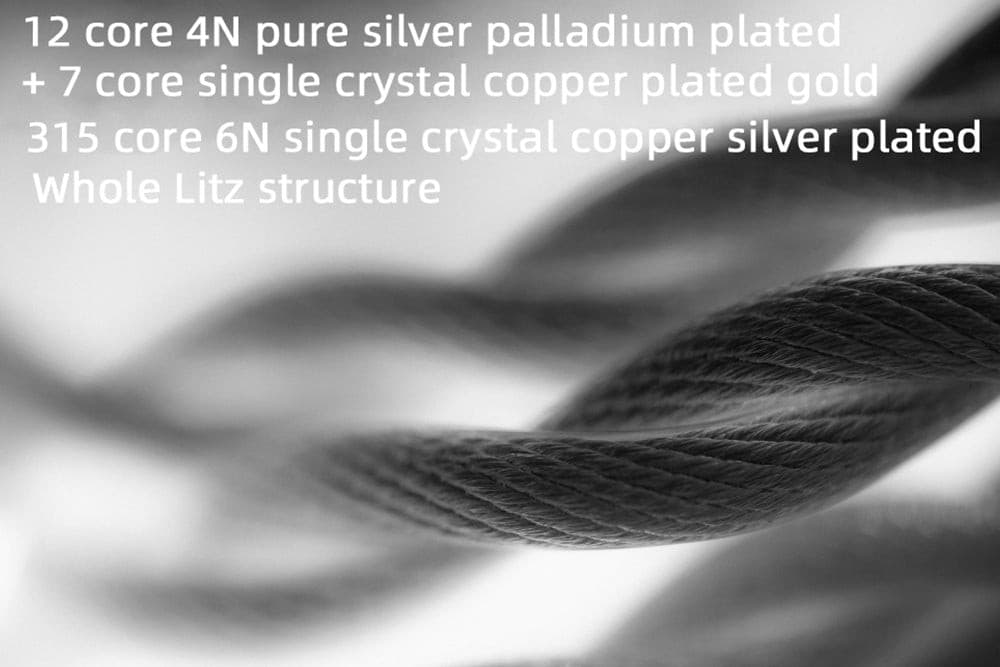 12 core 4N pure silver palladium plated
+ 7 core single crystal copper plated gold
315 core 6N single crystal copper silver plated
Whole Litz structure